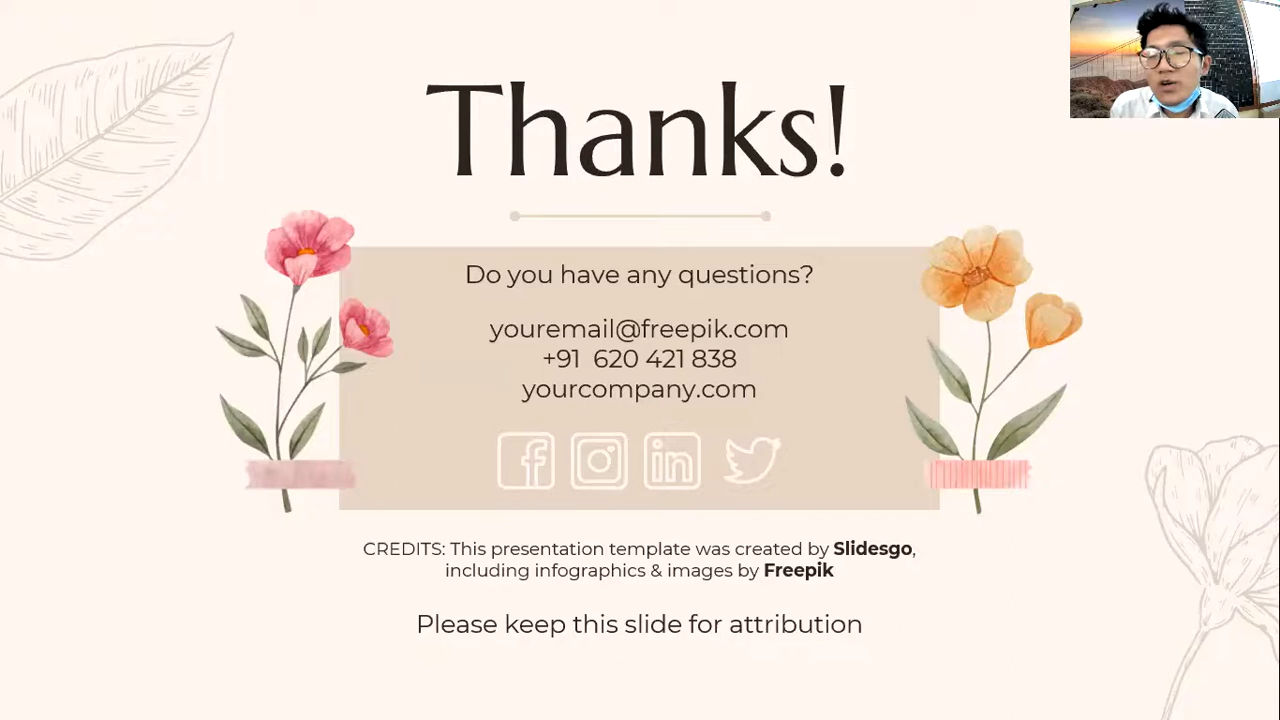 Thanks!
Do you have any questions?
youremail@freepik.com
+91  620 421 838
yourcompany.com
CREDITS: This presentation template was created by Slidesgo,
including infographics & images by Freepik
Please keep this slide for attribution